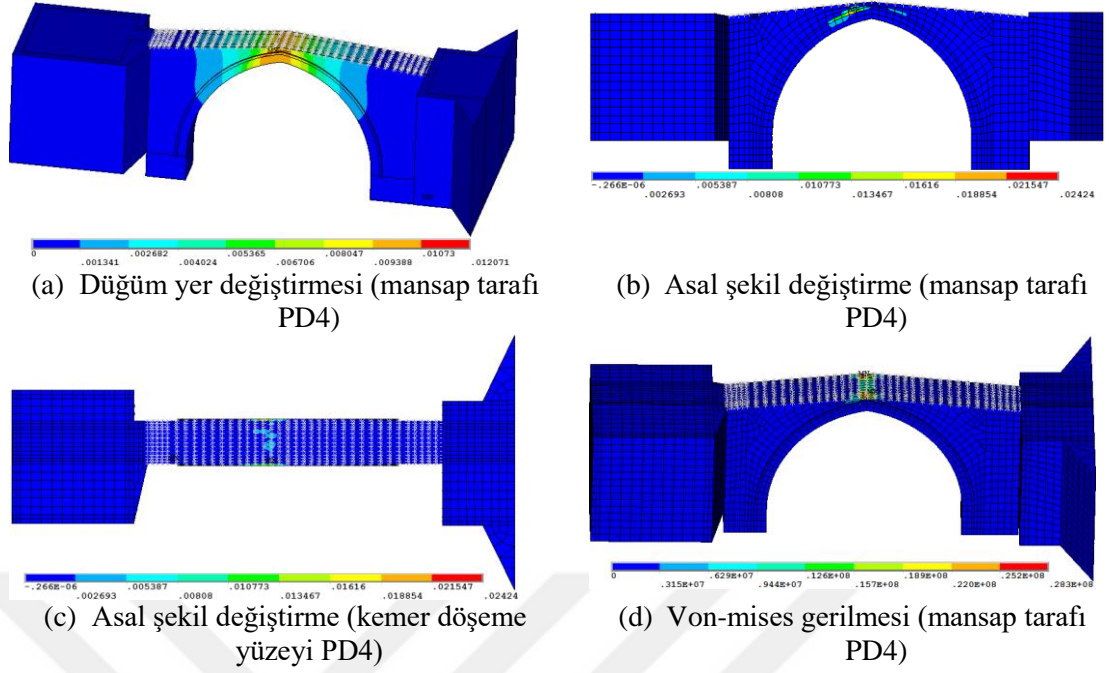 0 .002682 .005365 .008047 .01073
.001341 .004024 .006706 .009388 .012071
-.266E-06 .005387 .010773 .01616 .021547
.002693 .00808 .013467 .018854 .02424
(a) Düğüm yer değiştirmesi (mansap tarafı
PD4)
(b) Asal şekil değiştirme (mansap tarafı
PD4)
-.266E-06 .005387 .010773 .01616 .021547
.002693 .00808 .013467 .018854 .02424
0 .629E+07 .126E+08 .189E+08 .252E+08
.315E+07 .944E+07 .157E+08 .220E+08 .283E+08
(c) Asal şekil değiştirme (kemer döşeme
yüzeyi PD4)
(d) Von-mises gerilmesi (mansap tarafı
PD4)